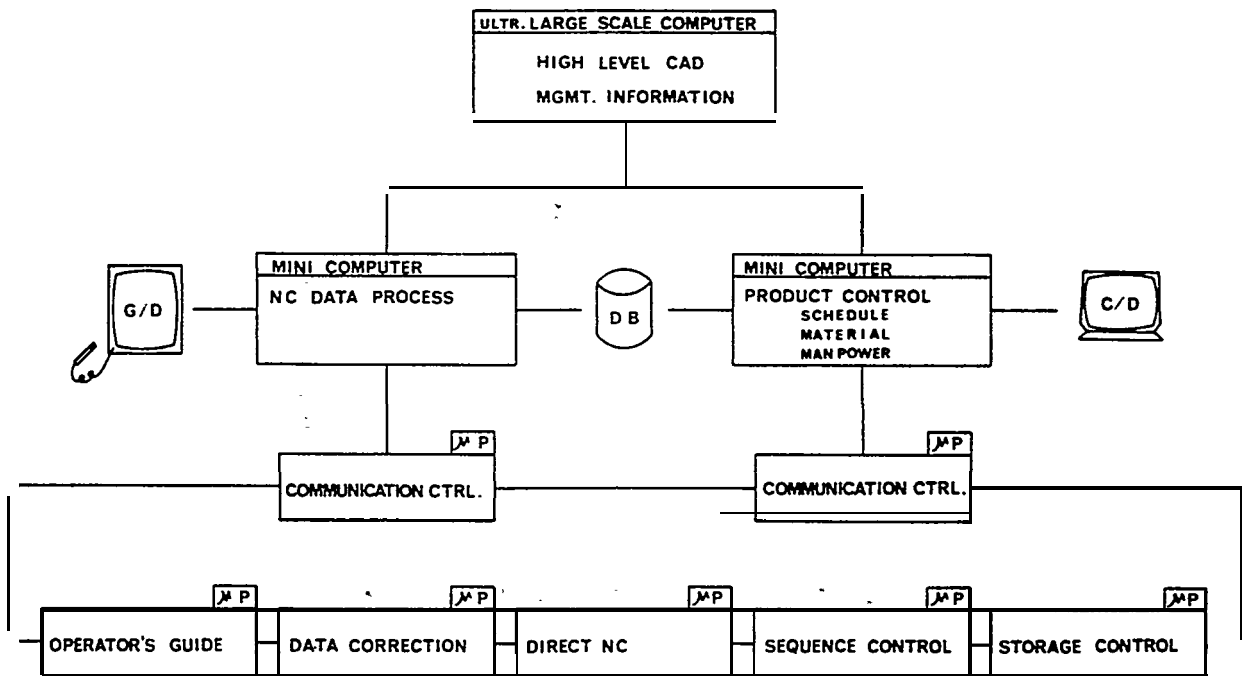 ULTR. LARGE SCALE COMPUTER
HIGH LEVEL CAD
MGMT. INFORMATION
MINI COMPUTER
NC DATA PROCESS
G/D
DB
MINI COMPUTER
PRODUCT CONTROL
SCHEDULE
MATERIAL
MAN POWER
C/D
μP
COMMUNICATION CTRL.
μP
COMMUNICATION CTRL.
μP
OPERATOR'S GUIDE
μP
DATA CORRECTION
μP
DIRECT NC
μP
SEQUENCE CONTROL
μP
STORAGE CONTROL